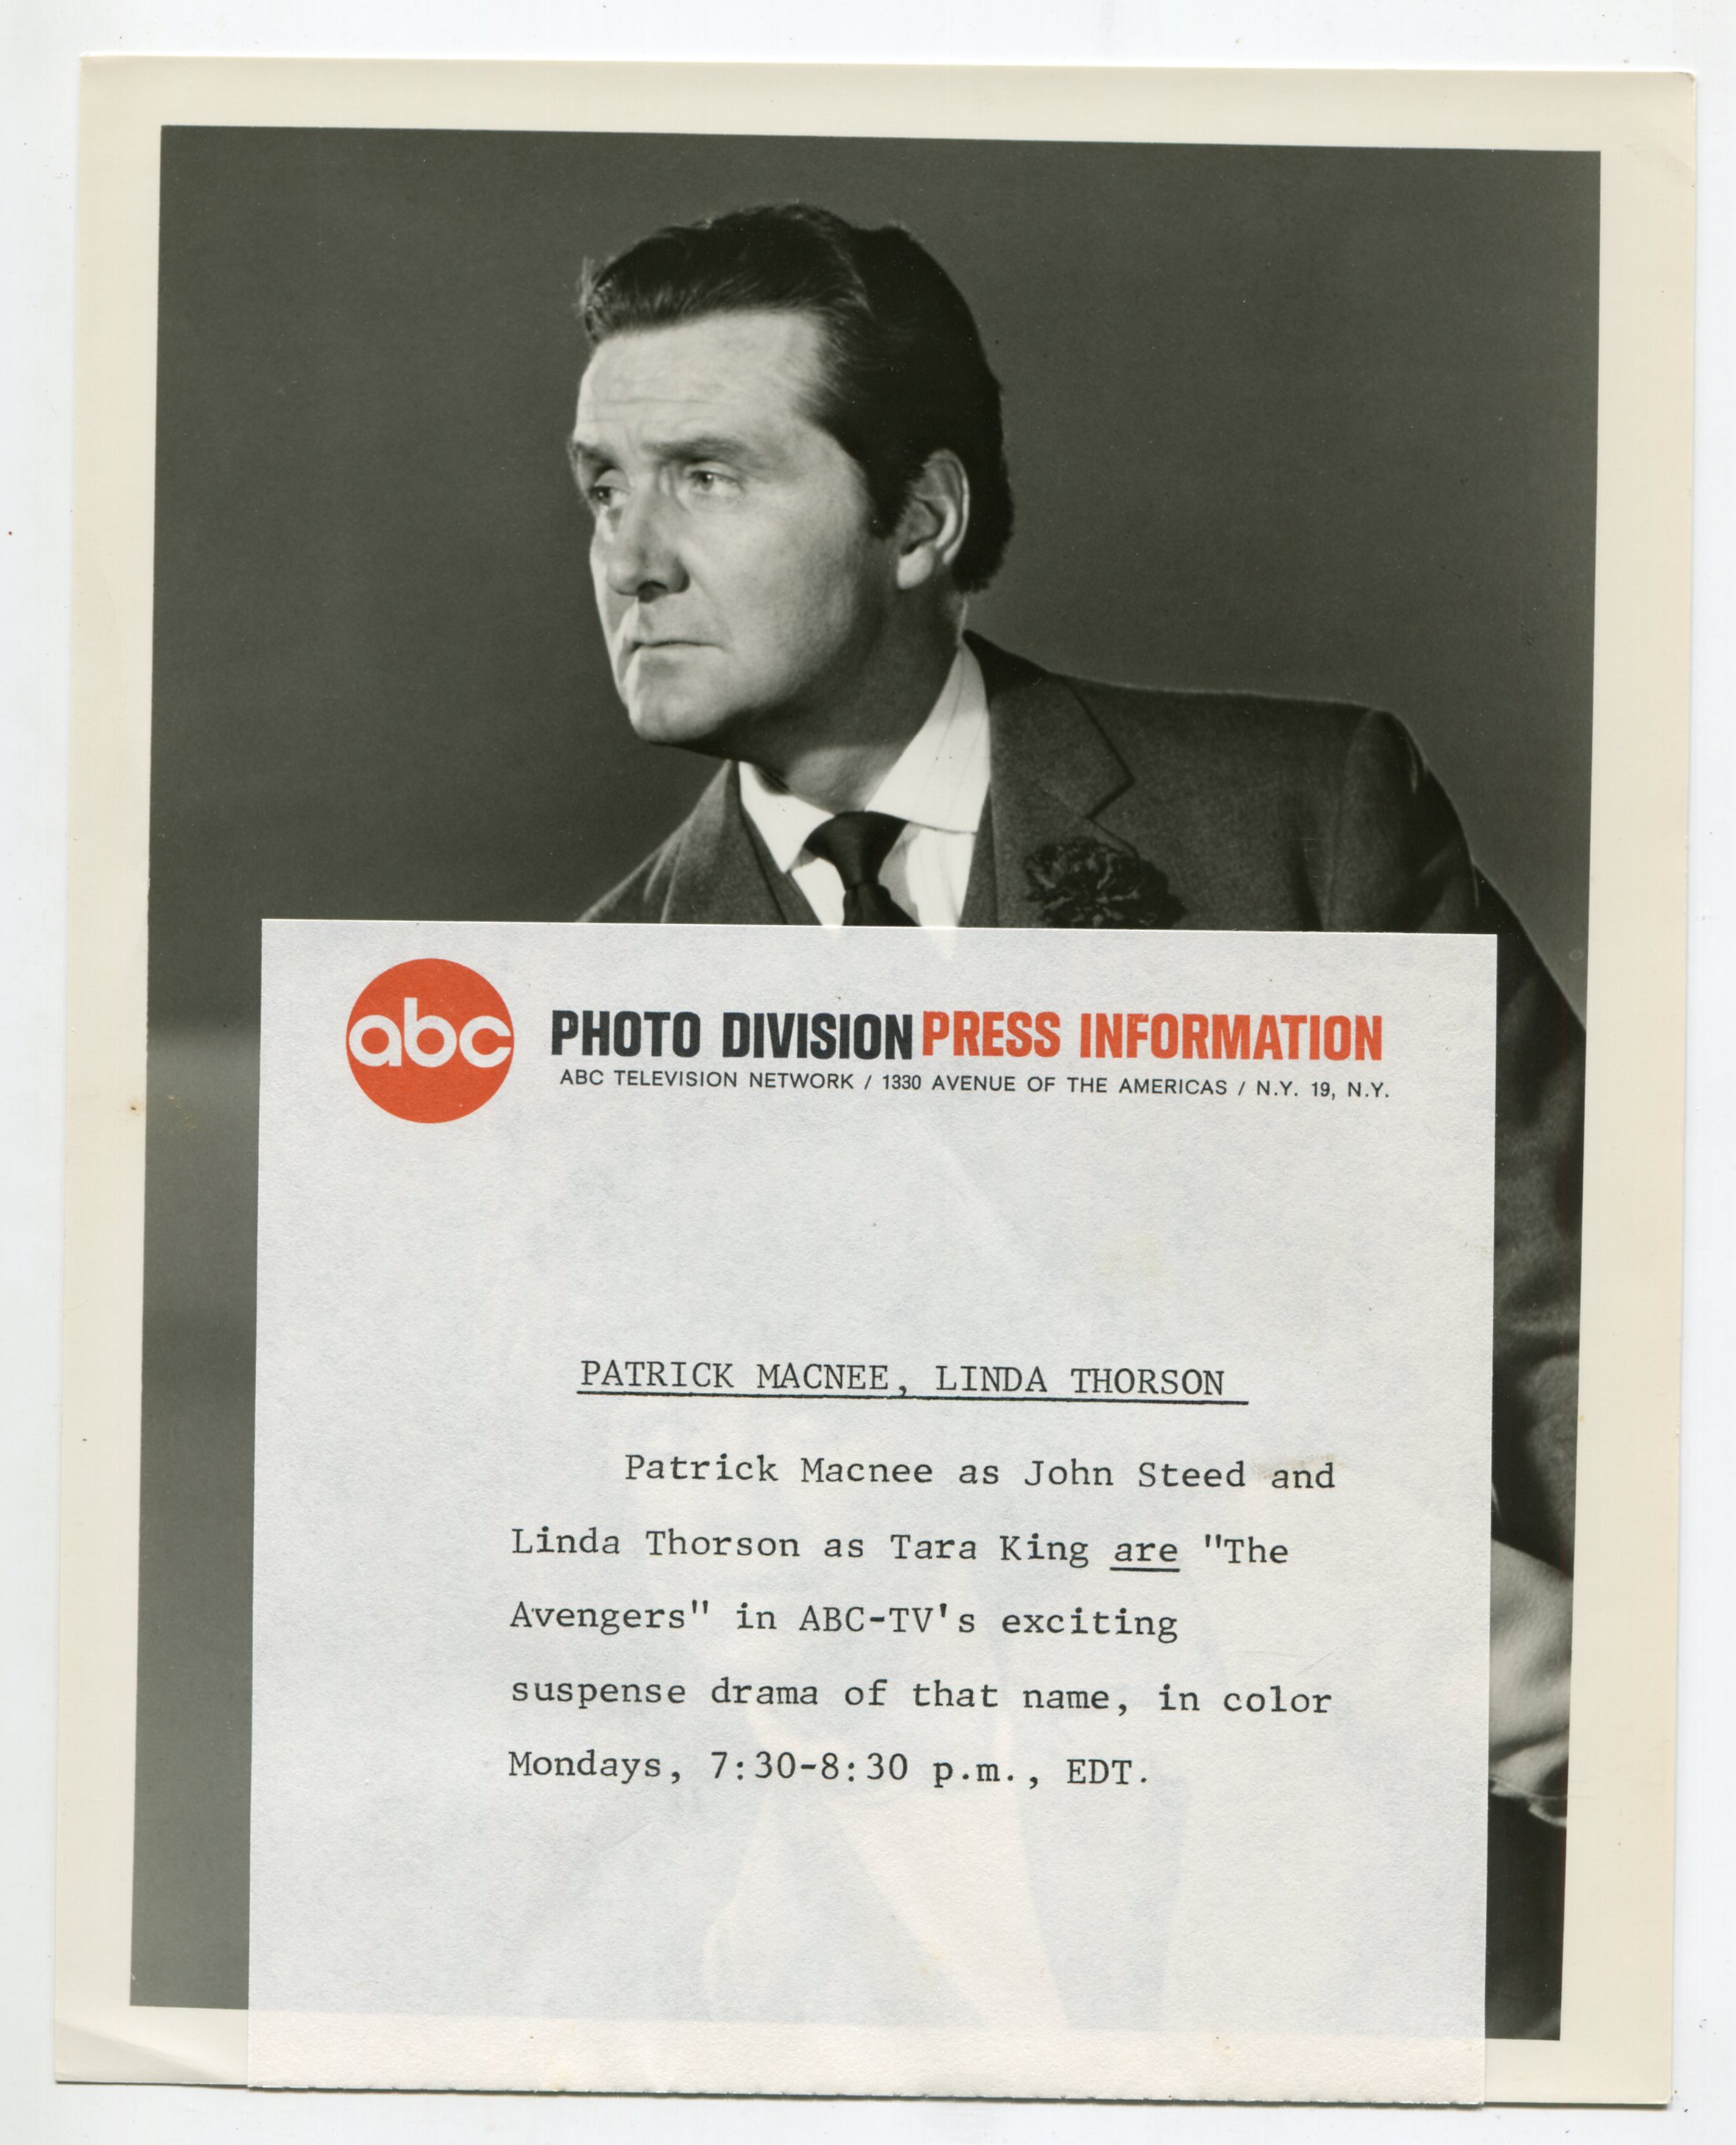 abc
PHOTO DIVISION PRESS INFORMATION
ABC TELEVISION NETWORK / 1330 AVENUE OF THE AMERICAS / N.Y. 19, N.Y.
PATRICK MACNEE, LINDA THORSON
Patrick Macnee as John Steed and
Linda Thorson as Tara King are "The
Avengers" in ABC-TV's exciting
suspense drama of that name, in color
Mondays, 7:30-8:30 p.m., EDT.